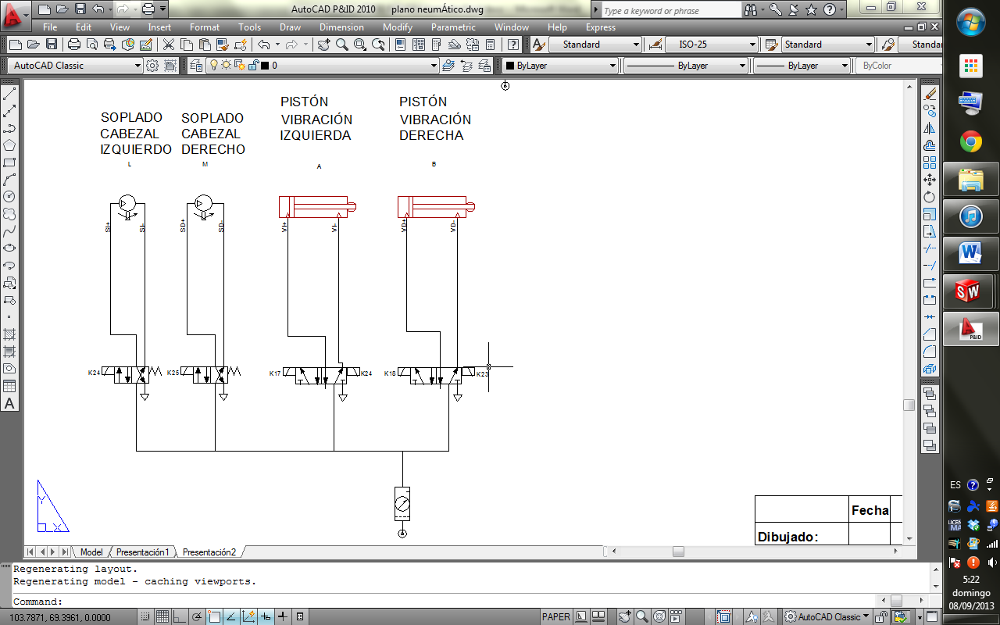 AutoCAD P&ID 2010 plano neumÁtico.dwg
Type a keyword or phrase
File Edit View Insert Format Tools Draw Dimension Modify Parametric Window Help Express
Standard ISO-25 Standard Standa
AutoCAD Classic 0 ByLayer ByLayer ByLayer ByColor
SOPLADO
CABEZAL
IZQUIERDO
L
SOPLADO
CABEZAL
DERECHO
M
PISTÓN
VIBRACIÓN
IZQUIERDA
A
PISTÓN
VIBRACIÓN
DERECHA
B
SI+ SI- SD+ SD- VI+ VI- VD+ VD-
K24 K25 K17 K24 K18 K23
Y
X
Fecha
Dibujado:
Model Presentación1 Presentación2
Regenerating layout.
Regenerating model - caching viewports.
Command:
103.7871, 69.3961, 0.0000 PAPER AutoCAD Classic
A
W
SW
P&ID
ES
5:22
domingo
08/09/2013